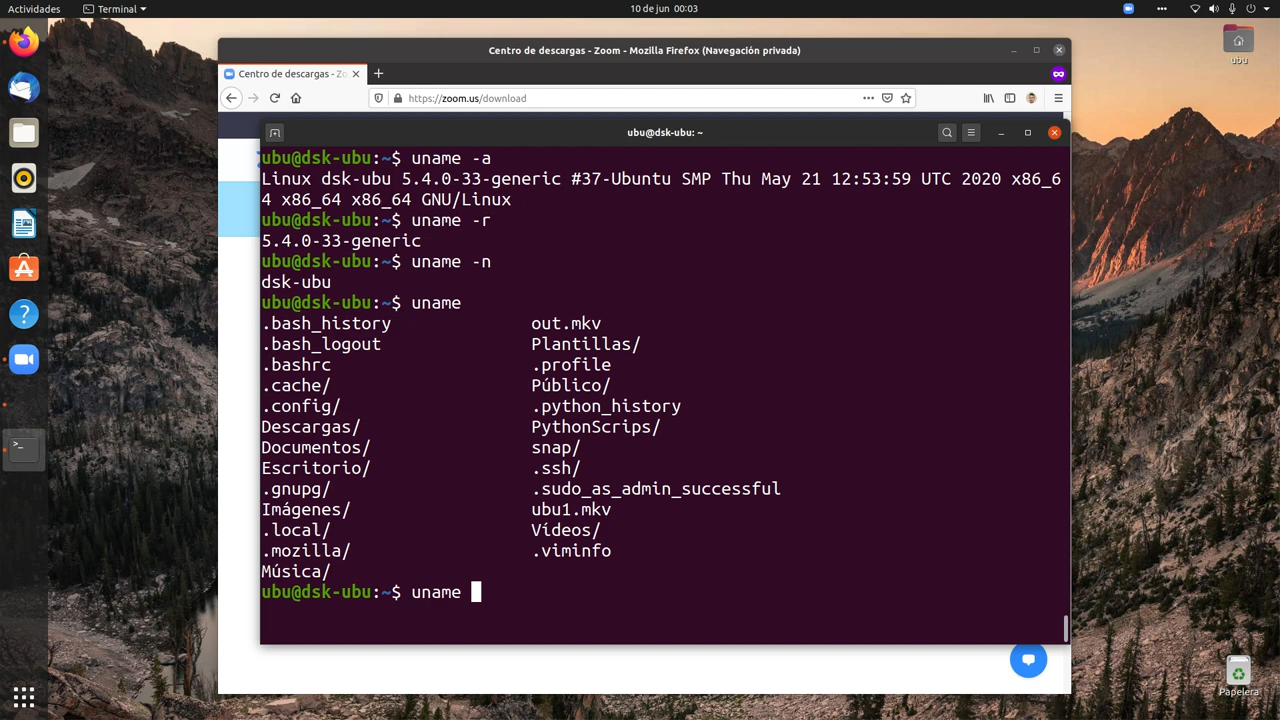 Actividades
Terminal
10 de jun 00:03
ubu
Centro de descargas - Zoom - Mozilla Firefox (Navegación privada)
Centro de descargas - Zo
https://zoom.us/download
ubu@dsk-ubu: ~
ubu@dsk-ubu:~$ uname -a
Linux dsk-ubu 5.4.0-33-generic #37-Ubuntu SMP Thu May 21 12:53:59 UTC 2020 x86_6
4 x86_64 x86_64 GNU/Linux
ubu@dsk-ubu:~$ uname -r
5.4.0-33-generic
ubu@dsk-ubu:~$ uname -n
dsk-ubu
ubu@dsk-ubu:~$ uname
.bash_history out.mkv
.bash_logout Plantillas/
.bashrc .profile
.cache/ Público/
.config/ .python_history
Descargas/ PythonScrips/
Documentos/ snap/
Escritorio/ .ssh/
.gnupg/ .sudo_as_admin_successful
Imágenes/ ubu1.mkv
.local/ Vídeos/
.mozilla/ .viminfo
Música/
ubu@dsk-ubu:~$ uname
Papelera